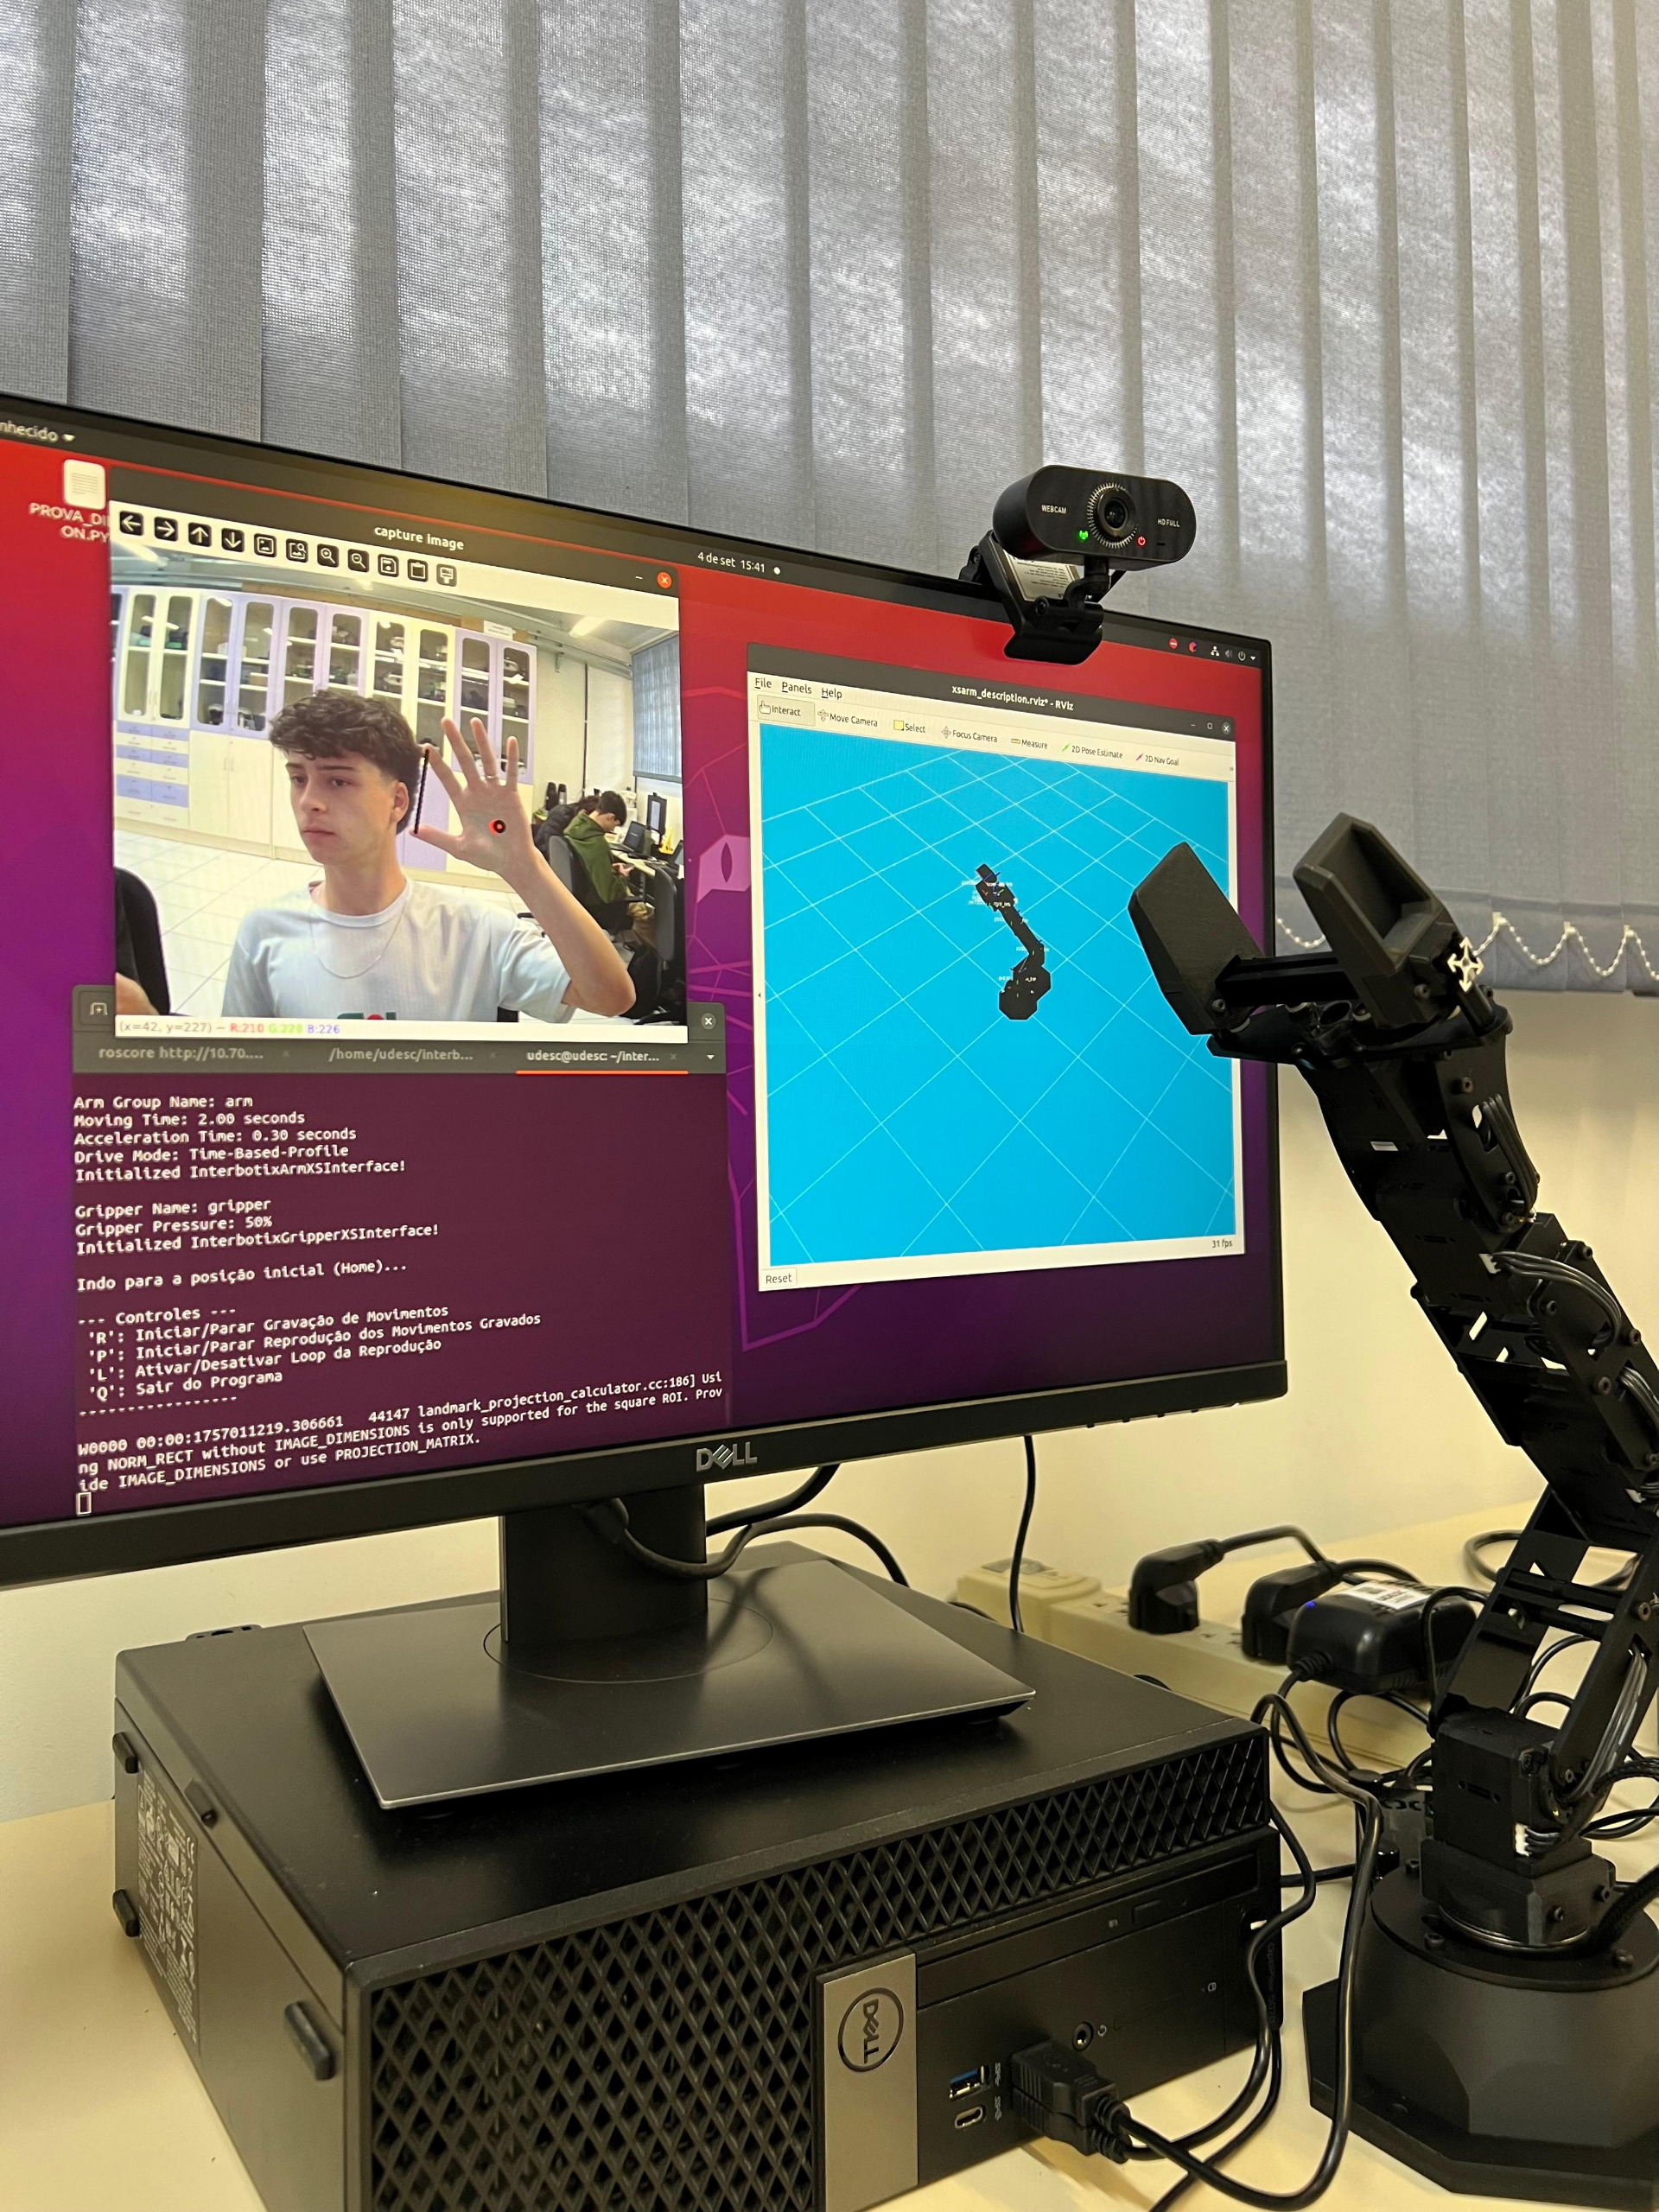 nhecido
4 de set 15:41
PROVA_DI
ON.PY
capture image
WEBCAM
HD FULL
xsarm_description.rviz* - RViz
File Panels Help
Interact Move Camera Select Focus Camera Measure 2D Pose Estimate 2D Nav Goal
31 fps
Reset
(x=42, y=227) ~ R:210 G:228 B:226
roscore http://10.70.... /home/udesc/interb... udesc@udesc: ~/inter...
Arm Group Name: arm
Moving Time: 2.00 seconds
Acceleration Time: 0.30 seconds
Drive Mode: Time-Based-Profile
Initialized InterbotixArmXSInterface!
Gripper Name: gripper
Gripper Pressure: 50%
Initialized InterbotixGripperXSInterface!
Indo para a posição inicial (Home)...
--- Controles ---
'R': Iniciar/Parar Gravação de Movimentos
'P': Iniciar/Parar Reprodução dos Movimentos Gravados
'L': Ativar/Desativar Loop da Reprodução
'Q': Sair do Programa
-----------------
W0000 00:00:1757011219.306661 44147 landmark_projection_calculator.cc:186] Usi
ng NORM_RECT without IMAGE_DIMENSIONS is only supported for the square ROI. Prov
ide IMAGE_DIMENSIONS or use PROJECTION_MATRIX.
DELL
DELL